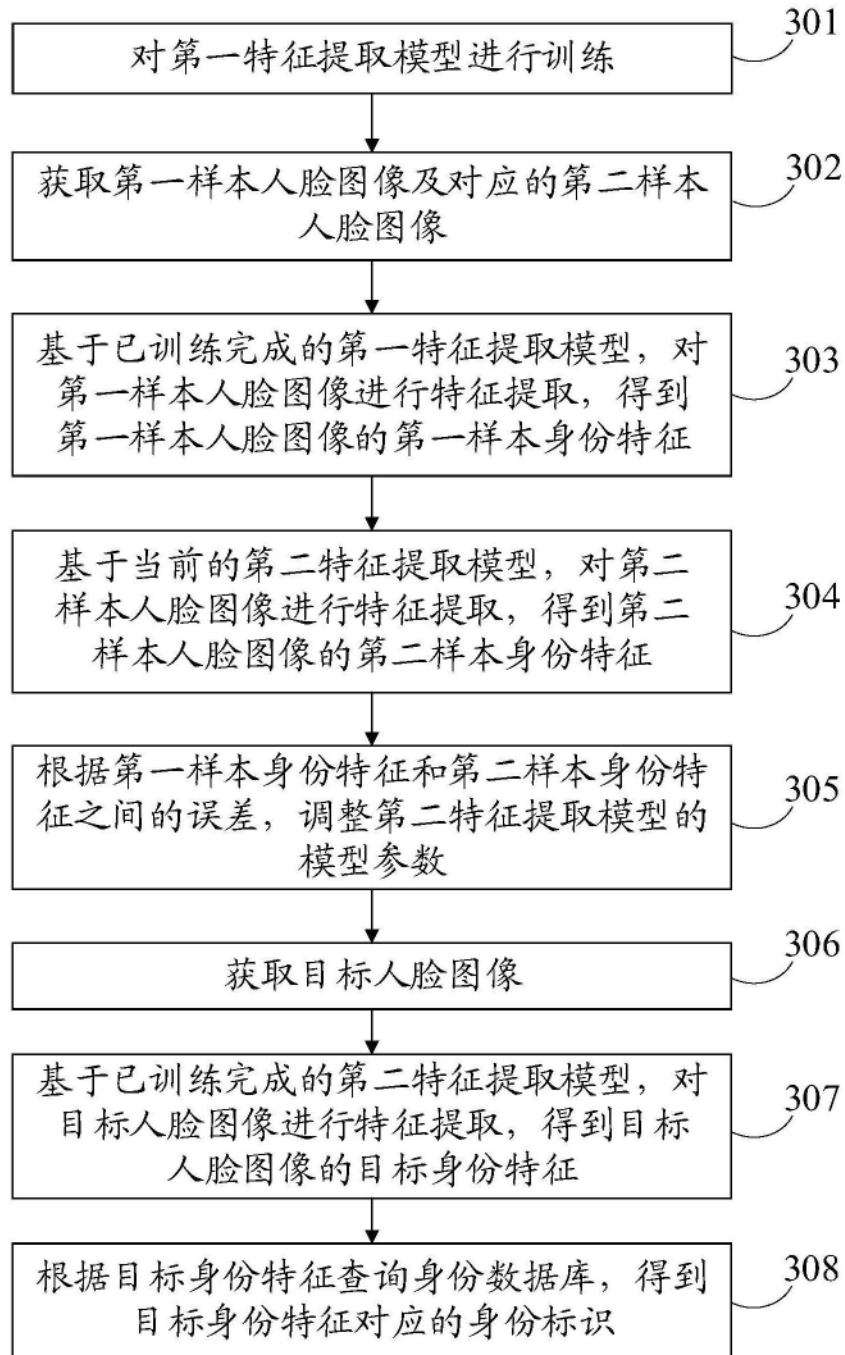 对第一特征提取模型进行训练
301
获取第一样本人脸图像及对应的第二样本
人脸图像
302
基于已训练完成的第一特征提取模型，对
第一样本人脸图像进行特征提取，得到
第一样本人脸图像的第一样本身份特征
303
基于当前的第二特征提取模型，对第二
样本人脸图像进行特征提取，得到第二
样本人脸图像的第二样本身份特征
304
根据第一样本身份特征和第二样本身份特
征之间的误差，调整第二特征提取模型的
模型参数
305
获取目标人脸图像
306
基于已训练完成的第二特征提取模型，对
目标人脸图像进行特征提取，得到目标
人脸图像的目标身份特征
307
根据目标身份特征查询身份数据库，得到
目标身份特征对应的身份标识
308